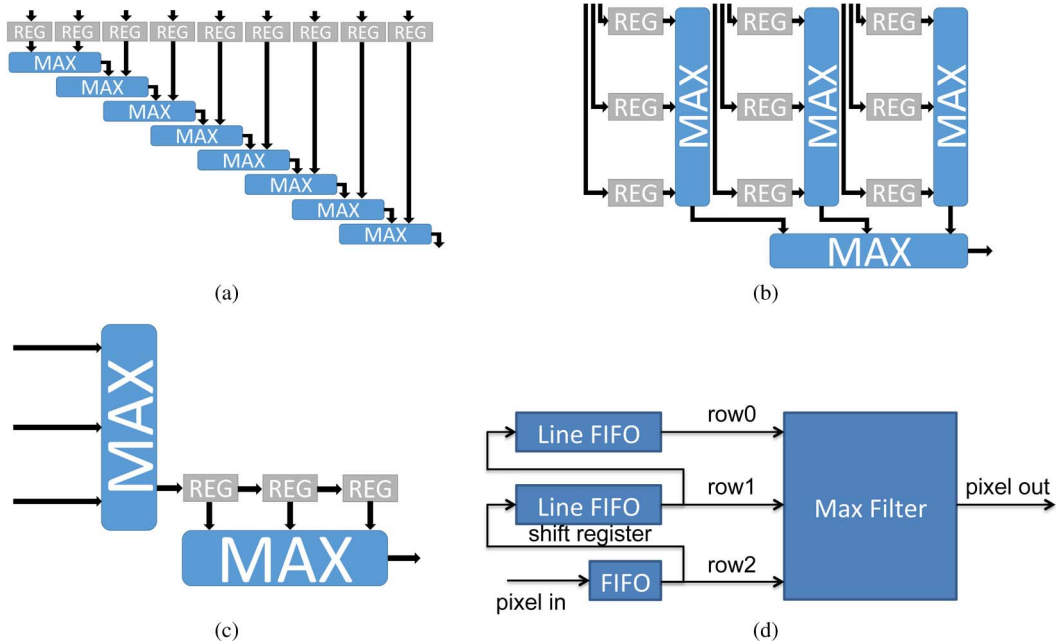 REG REG REG REG REG REG REG REG REG
MAX
MAX
MAX
MAX
MAX
MAX
MAX
MAX
(a)
REG REG REG
MAX MAX MAX
REG REG REG
REG REG REG
MAX
(b)
MAX
REG REG REG
MAX
(c)
Line FIFO
row0
Line FIFO
row1
shift register
FIFO
row2
pixel in
Max Filter
pixel out
(d)